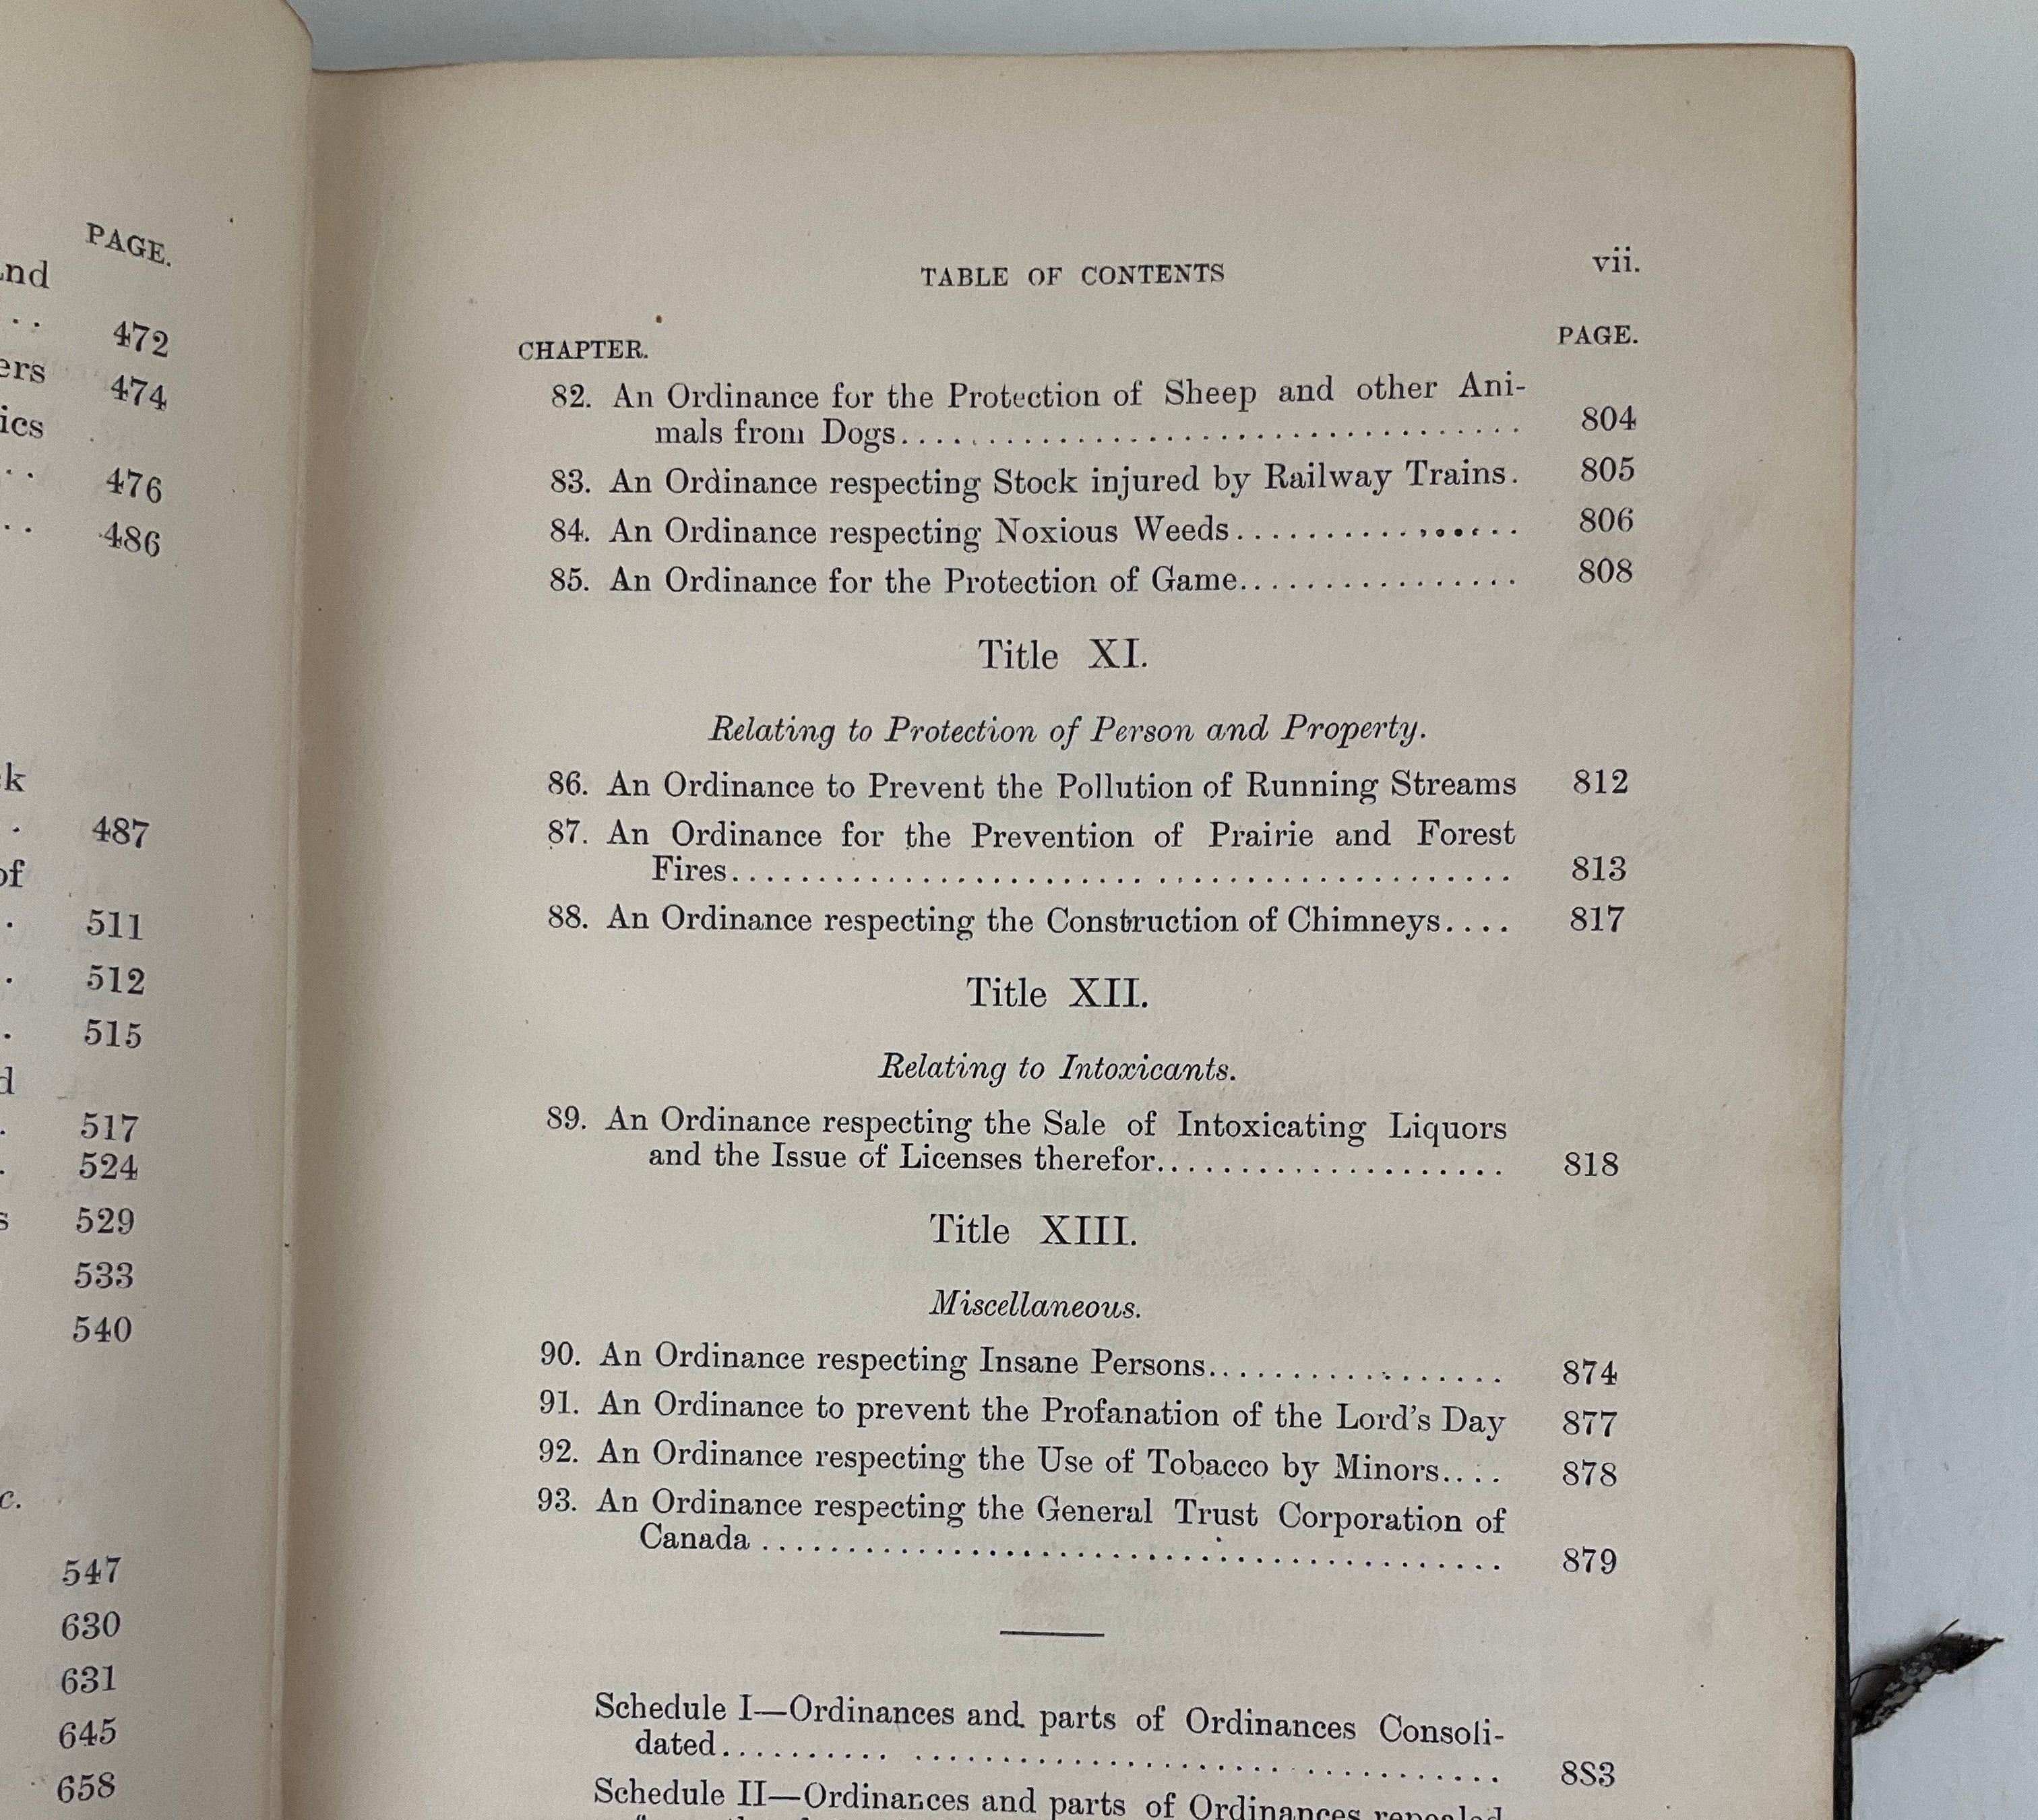 PAGE.
472
474
476
486
487
of
511
512
515
517
524
529
533
540
547
630
631
645
658
TABLE OF CONTENTS vii.
CHAPTER. PAGE.
82. An Ordinance for the Protection of Sheep and other Ani-
mals from Dogs........................................ 804
83. An Ordinance respecting Stock injured by Railway Trains. 805
84. An Ordinance respecting Noxious Weeds................. 806
85. An Ordinance for the Protection of Game................ 808
Title XI.
Relating to Protection of Person and Property.
86. An Ordinance to Prevent the Pollution of Running Streams 812
87. An Ordinance for the Prevention of Prairie and Forest
Fires................................................ 813
88. An Ordinance respecting the Construction of Chimneys.... 817
Title XII.
Relating to Intoxicants.
89. An Ordinance respecting the Sale of Intoxicating Liquors
and the Issue of Licenses therefor..................... 818
Title XIII.
Miscellaneous.
90. An Ordinance respecting Insane Persons.................. 874
91. An Ordinance to prevent the Profanation of the Lord's Day 877
92. An Ordinance respecting the Use of Tobacco by Minors.... 878
93. An Ordinance respecting the General Trust Corporation of
Canada ........................................... 879
Schedule I—Ordinances and parts of Ordinances Consoli-
dated............................................. 883
Schedule II—Ordinances and parts of Ordinances repealed